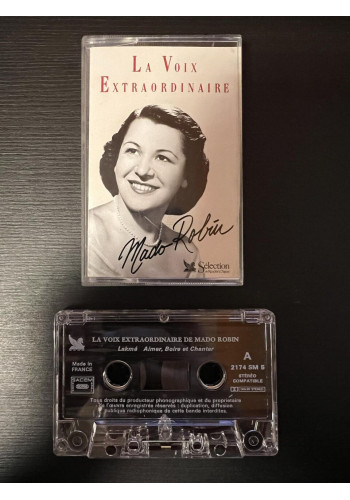 LA VOIX
EXTRAORDINAIRE
Mado Robin
Sélection
LA VOIX EXTRAORDINAIRE DE MADO ROBIN
Lakmé Aimer, Boire et Chanter
Made in
FRANCE
A
2174 SM B
SACEM
STÉRÉO
COMPATIBLE
Tous droits du producteur phonographique et du propriétaire
de l'œuvre enregistrée réservés : duplication, diffusion
publique radiophonique de cette bande interdites.